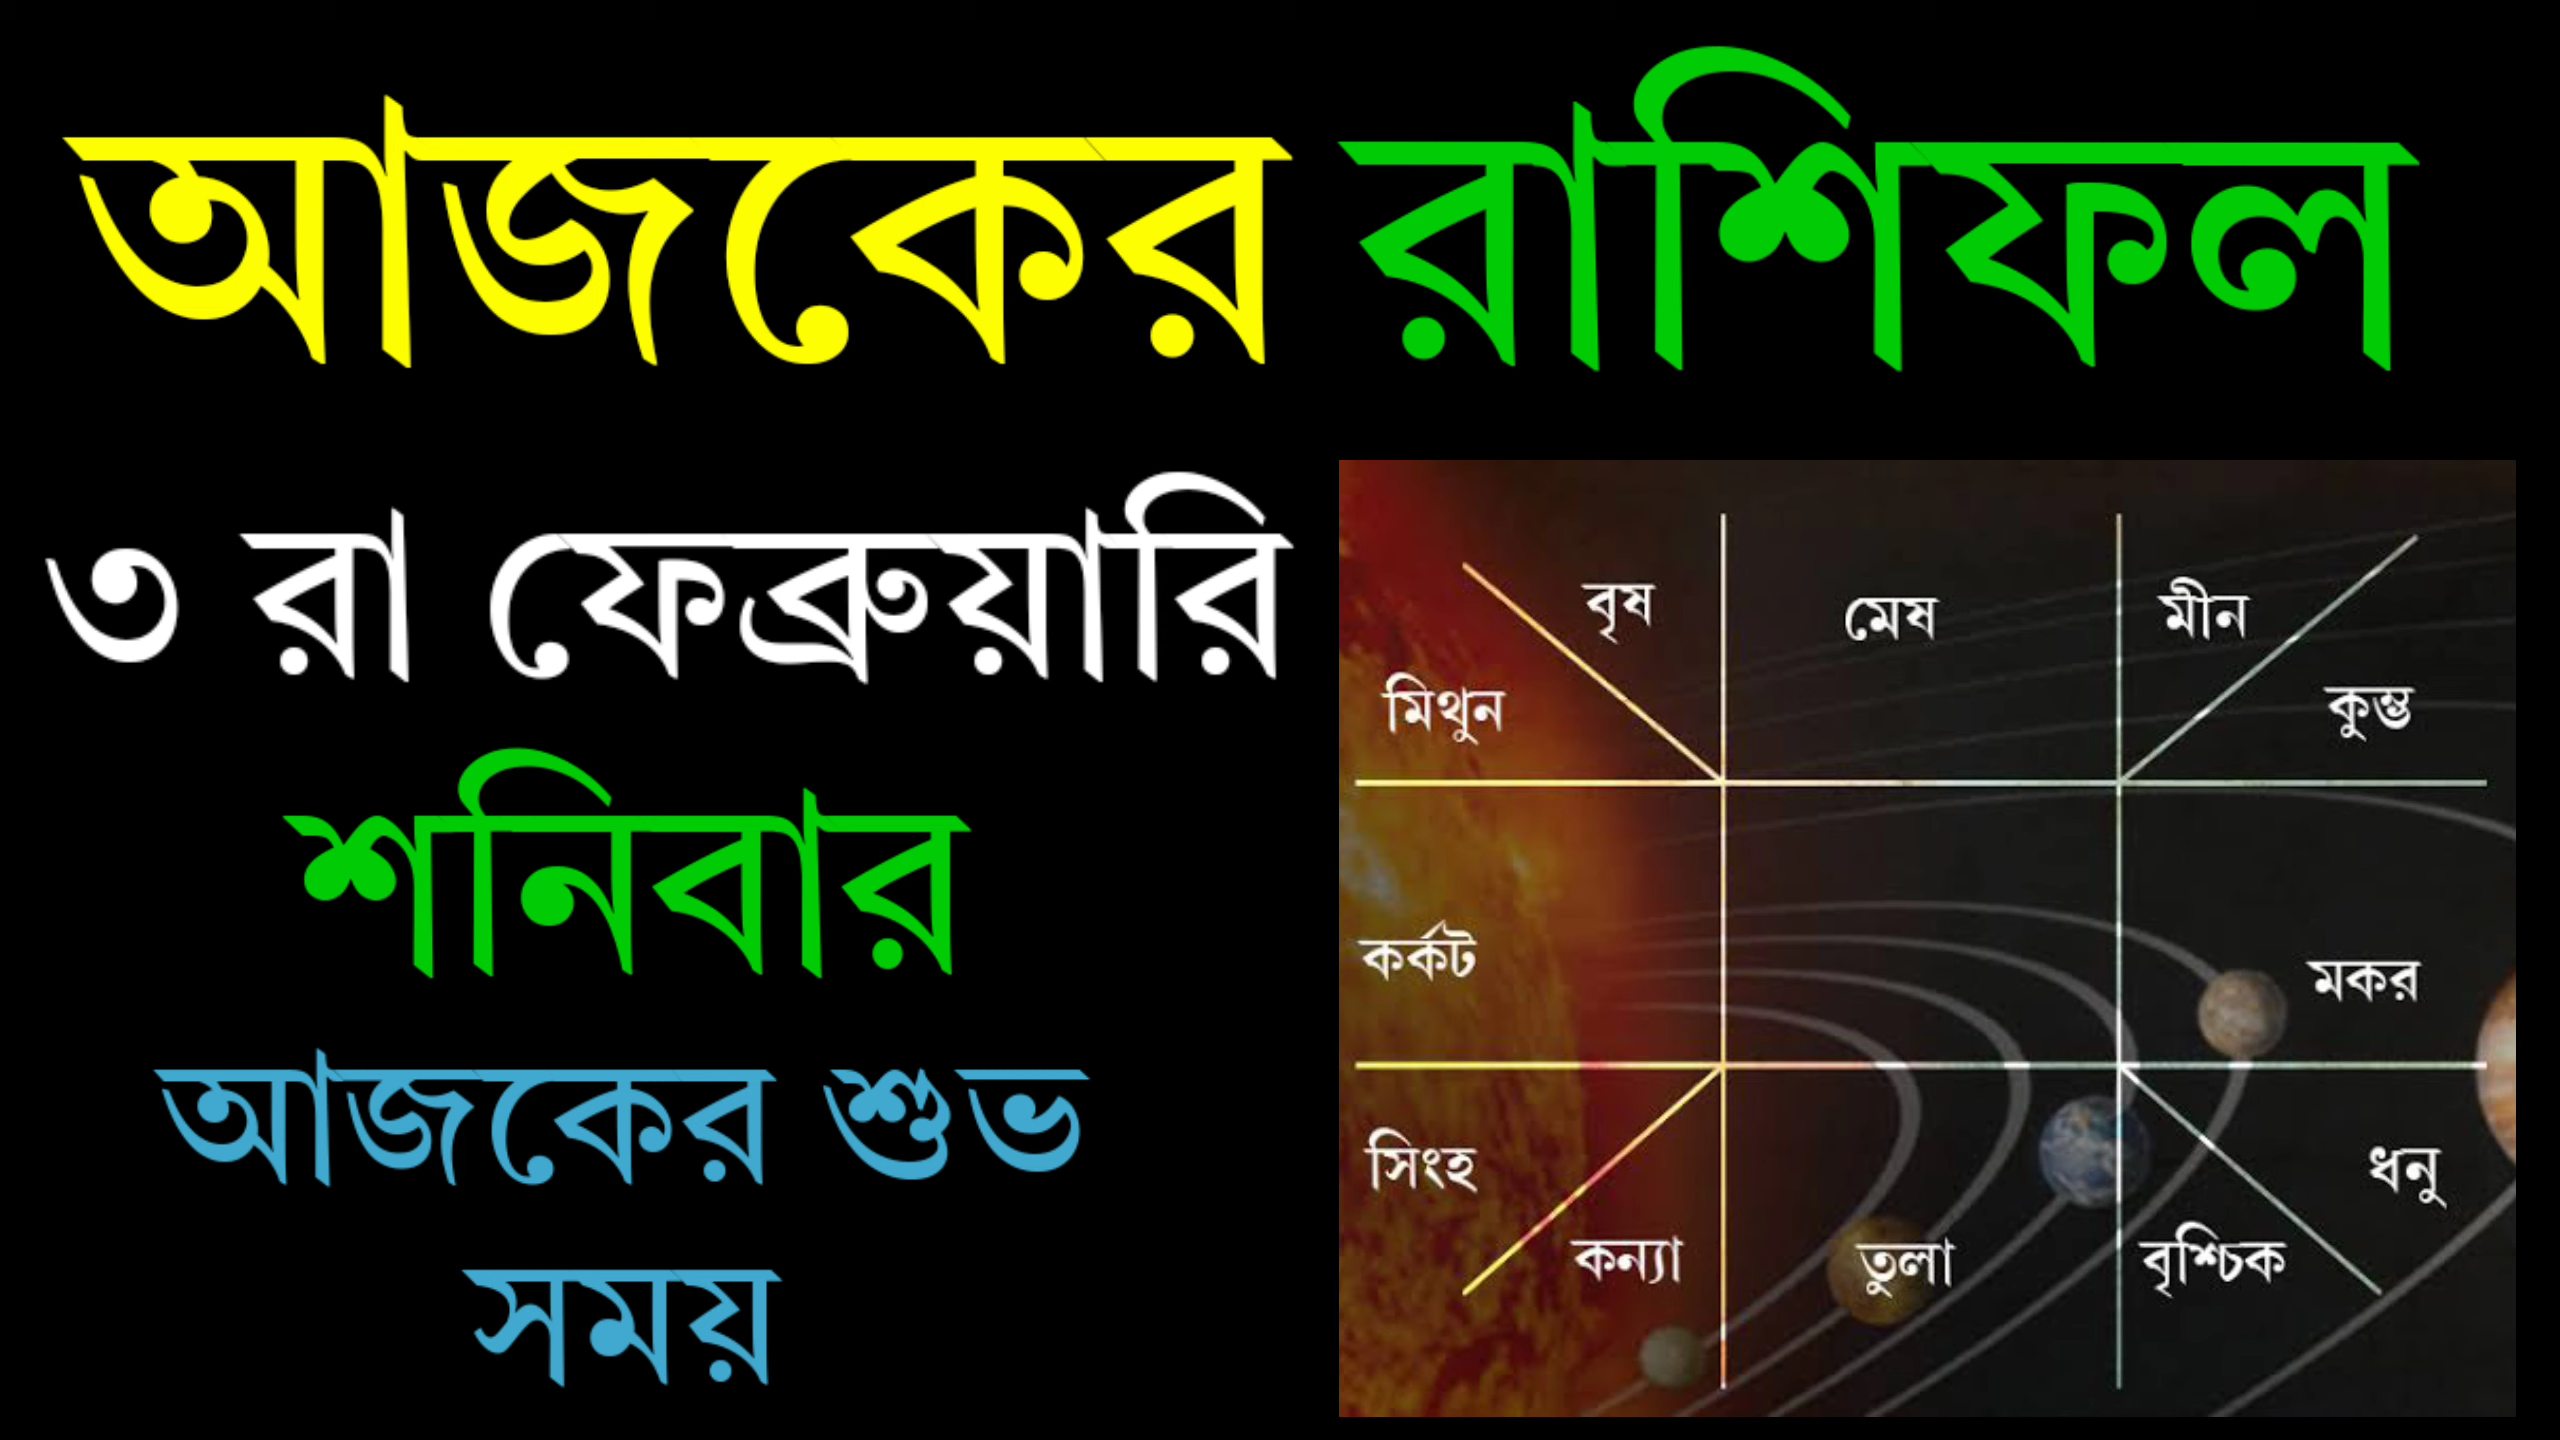 আজকের রাশিফল
৩ রা ফেব্রুয়ারি
শনিবার
আজকের শুভ
সময়
বৃষ
মেষ
মীন
মিথুন
কুম্ভ
কর্কট
মকর
সিংহ
ধনু
কন্যা
তুলা
বৃশ্চিক